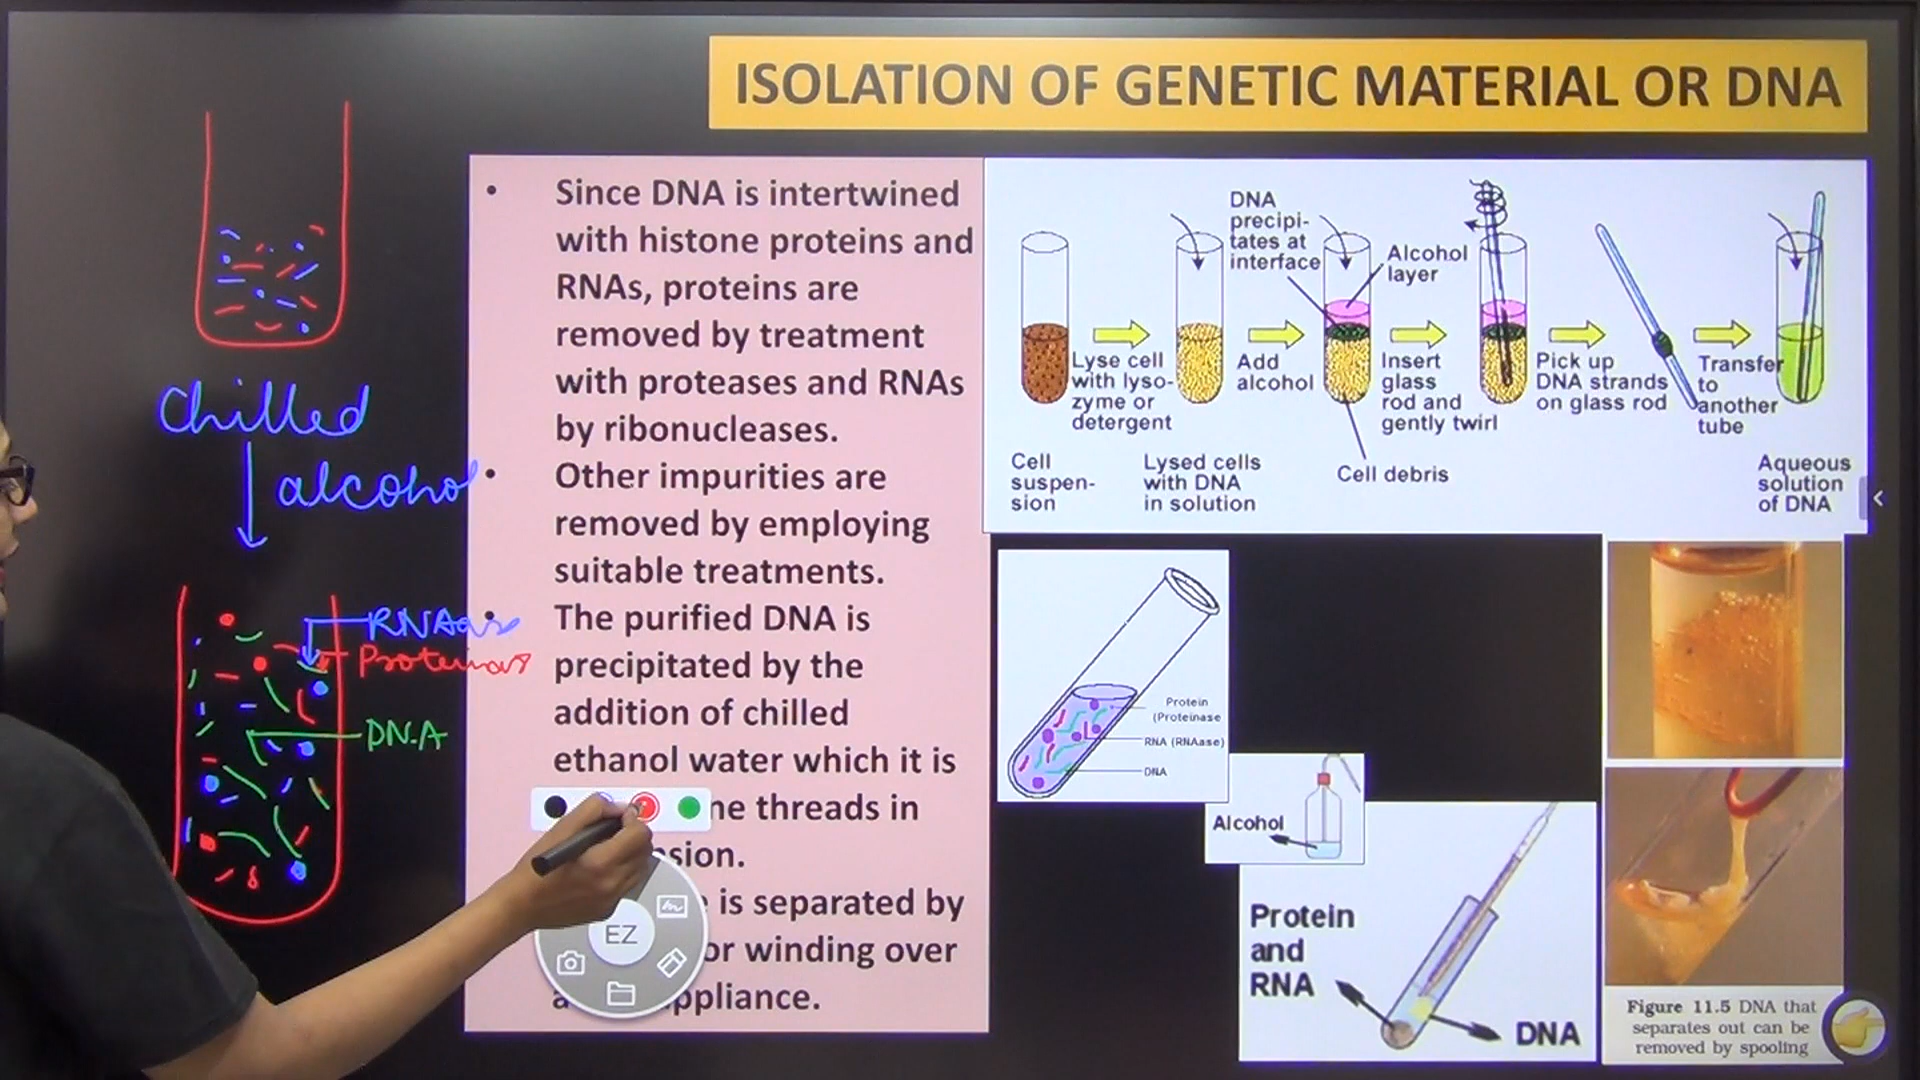 ISOLATION OF GENETIC MATERIAL OR DNA
Chilled
alcohol
RNAase
DNA
• Since DNA is intertwined
with histone proteins and
RNAs, proteins are
removed by treatment
with proteases and RNAs
by ribonucleases.
• Other impurities are
removed by employing
suitable treatments.
• The purified DNA is
precipitated by the
addition of chilled
ethanol water which it is
threads in
is separated by
or winding over
EZ
DNA
precipi-
tates at
interface
Alcohol
layer
Lyse cell
with lyso-
zyme or
detergent
Add
alcohol
Insert
glass
rod and
gently twirl
Pick up
DNA strands
on glass rod
Transfer
to
another
tube
Cell
suspen-
sion
Lysed cells
with DNA
in solution
Cell debris
Aqueous
solution
of DNA
Protein
(Proteinase
RNA (RNAase)
DNA
Alcohol
Protein
and
RNA
DNA
Figure 11.5 DNA that
separates out can be
removed by spooling